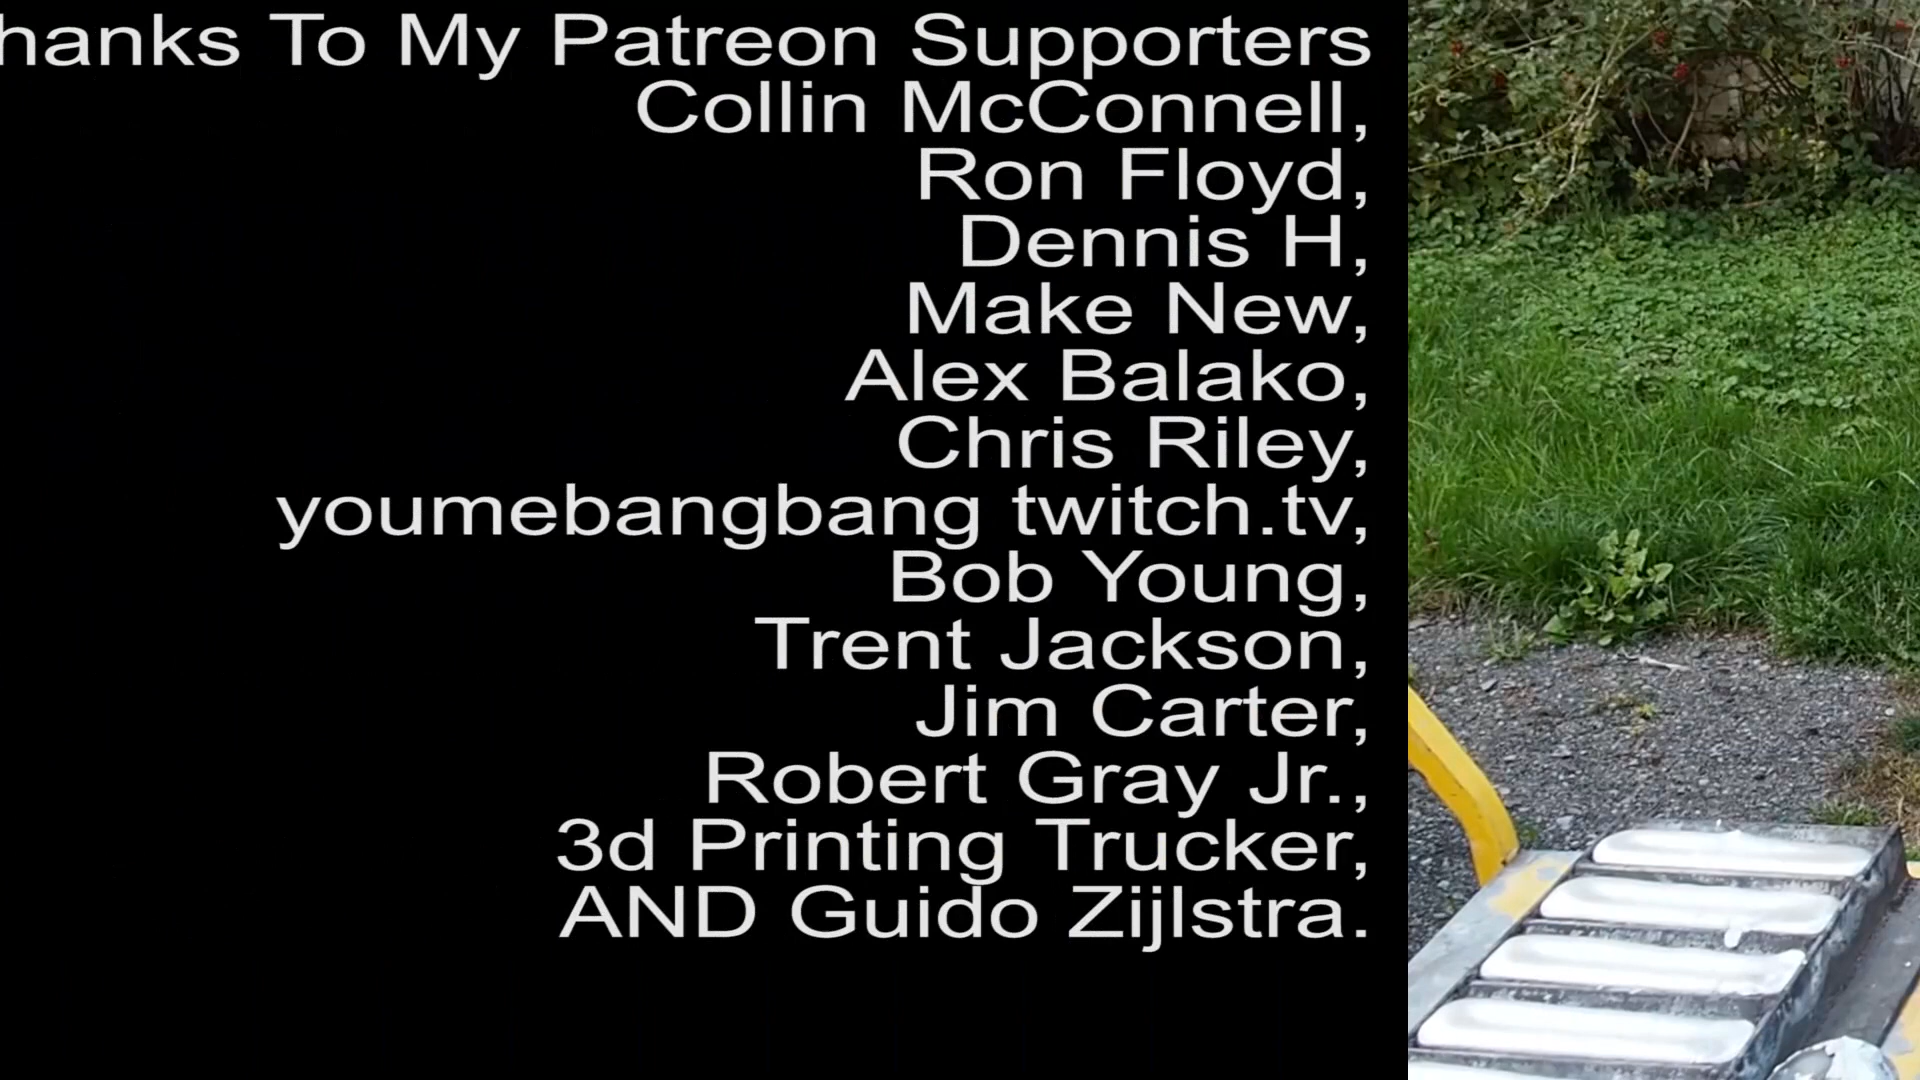 hanks To My Patreon Supporters
Collin McConnell,
Ron Floyd,
Dennis H,
Make New,
Alex Balako,
Chris Riley,
youmebangbang twitch.tv,
Bob Young,
Trent Jackson,
Jim Carter,
Robert Gray Jr.,
3d Printing Trucker,
AND Guido Zijlstra.